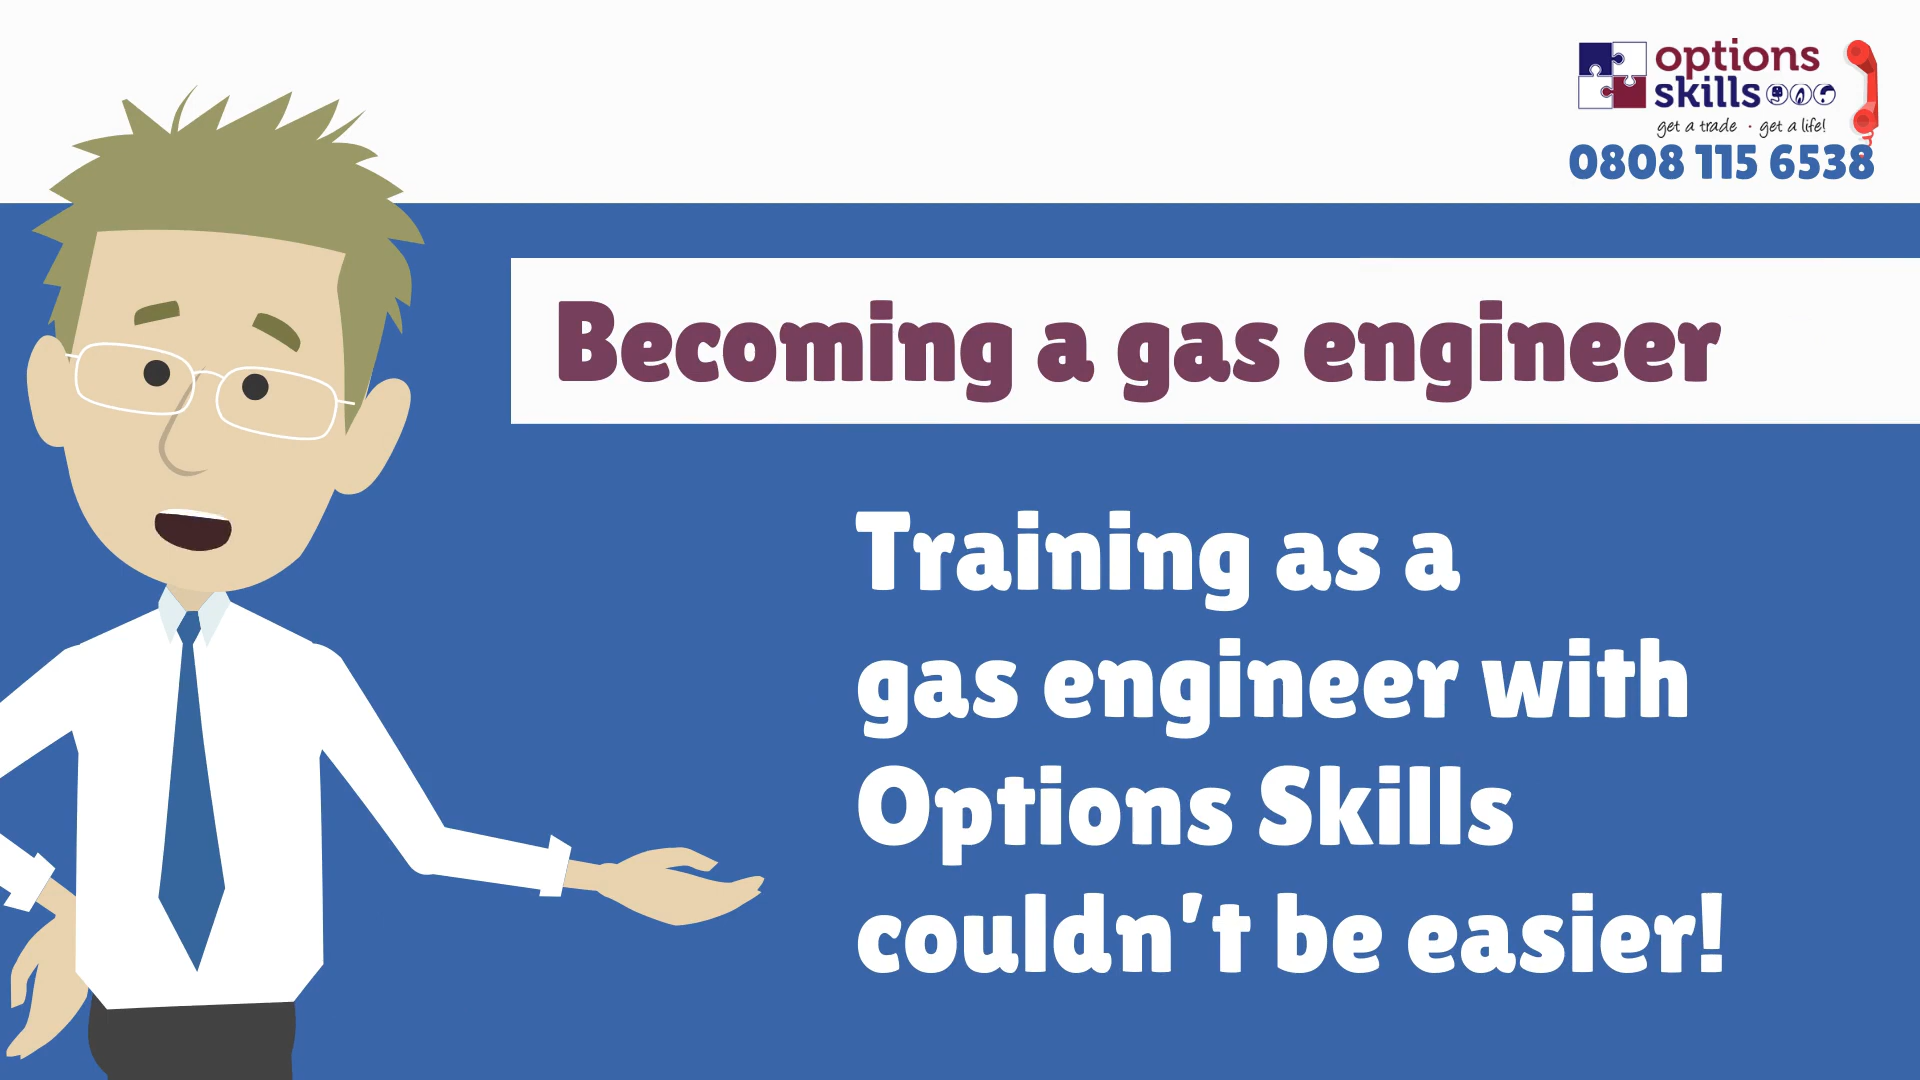 options
skills
get a trade · get a life!
0808 115 6538
Becoming a gas engineer
Training as a
gas engineer with
Options Skills
couldn't be easier!